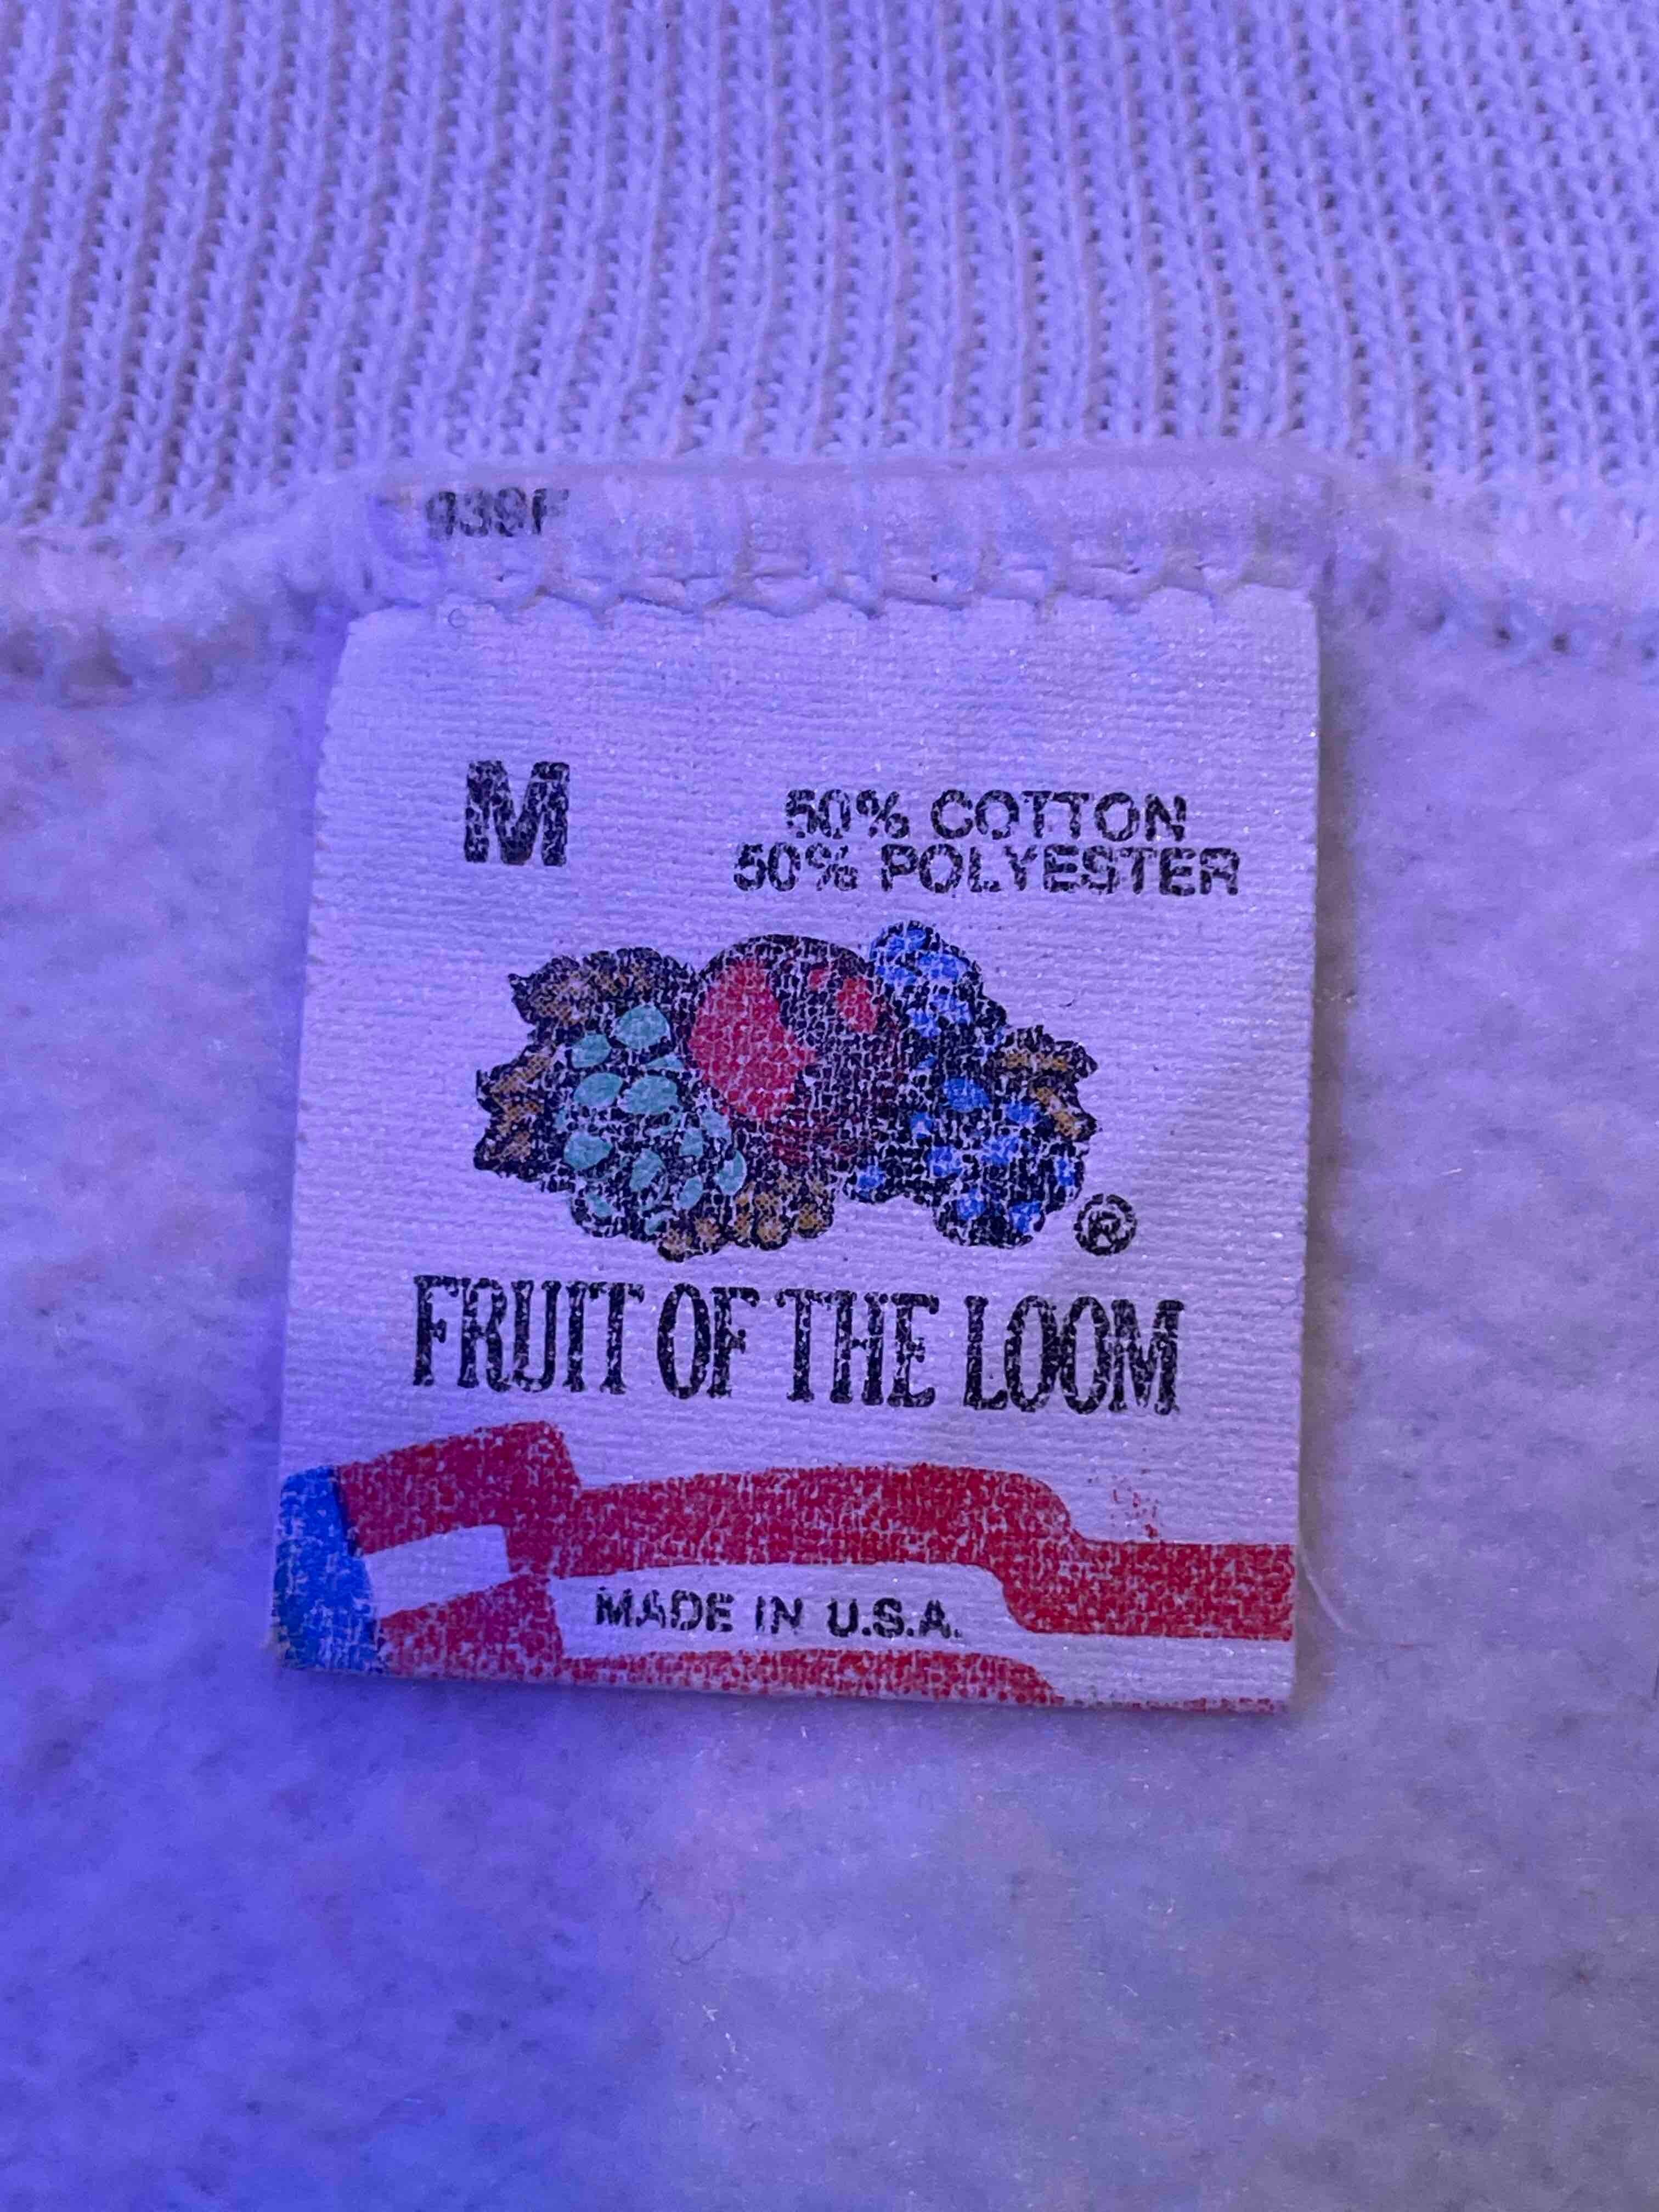 939F
M
50% COTTON
50% POLYESTER
®
FRUIT OF THE LOOM
MADE IN U.S.A.